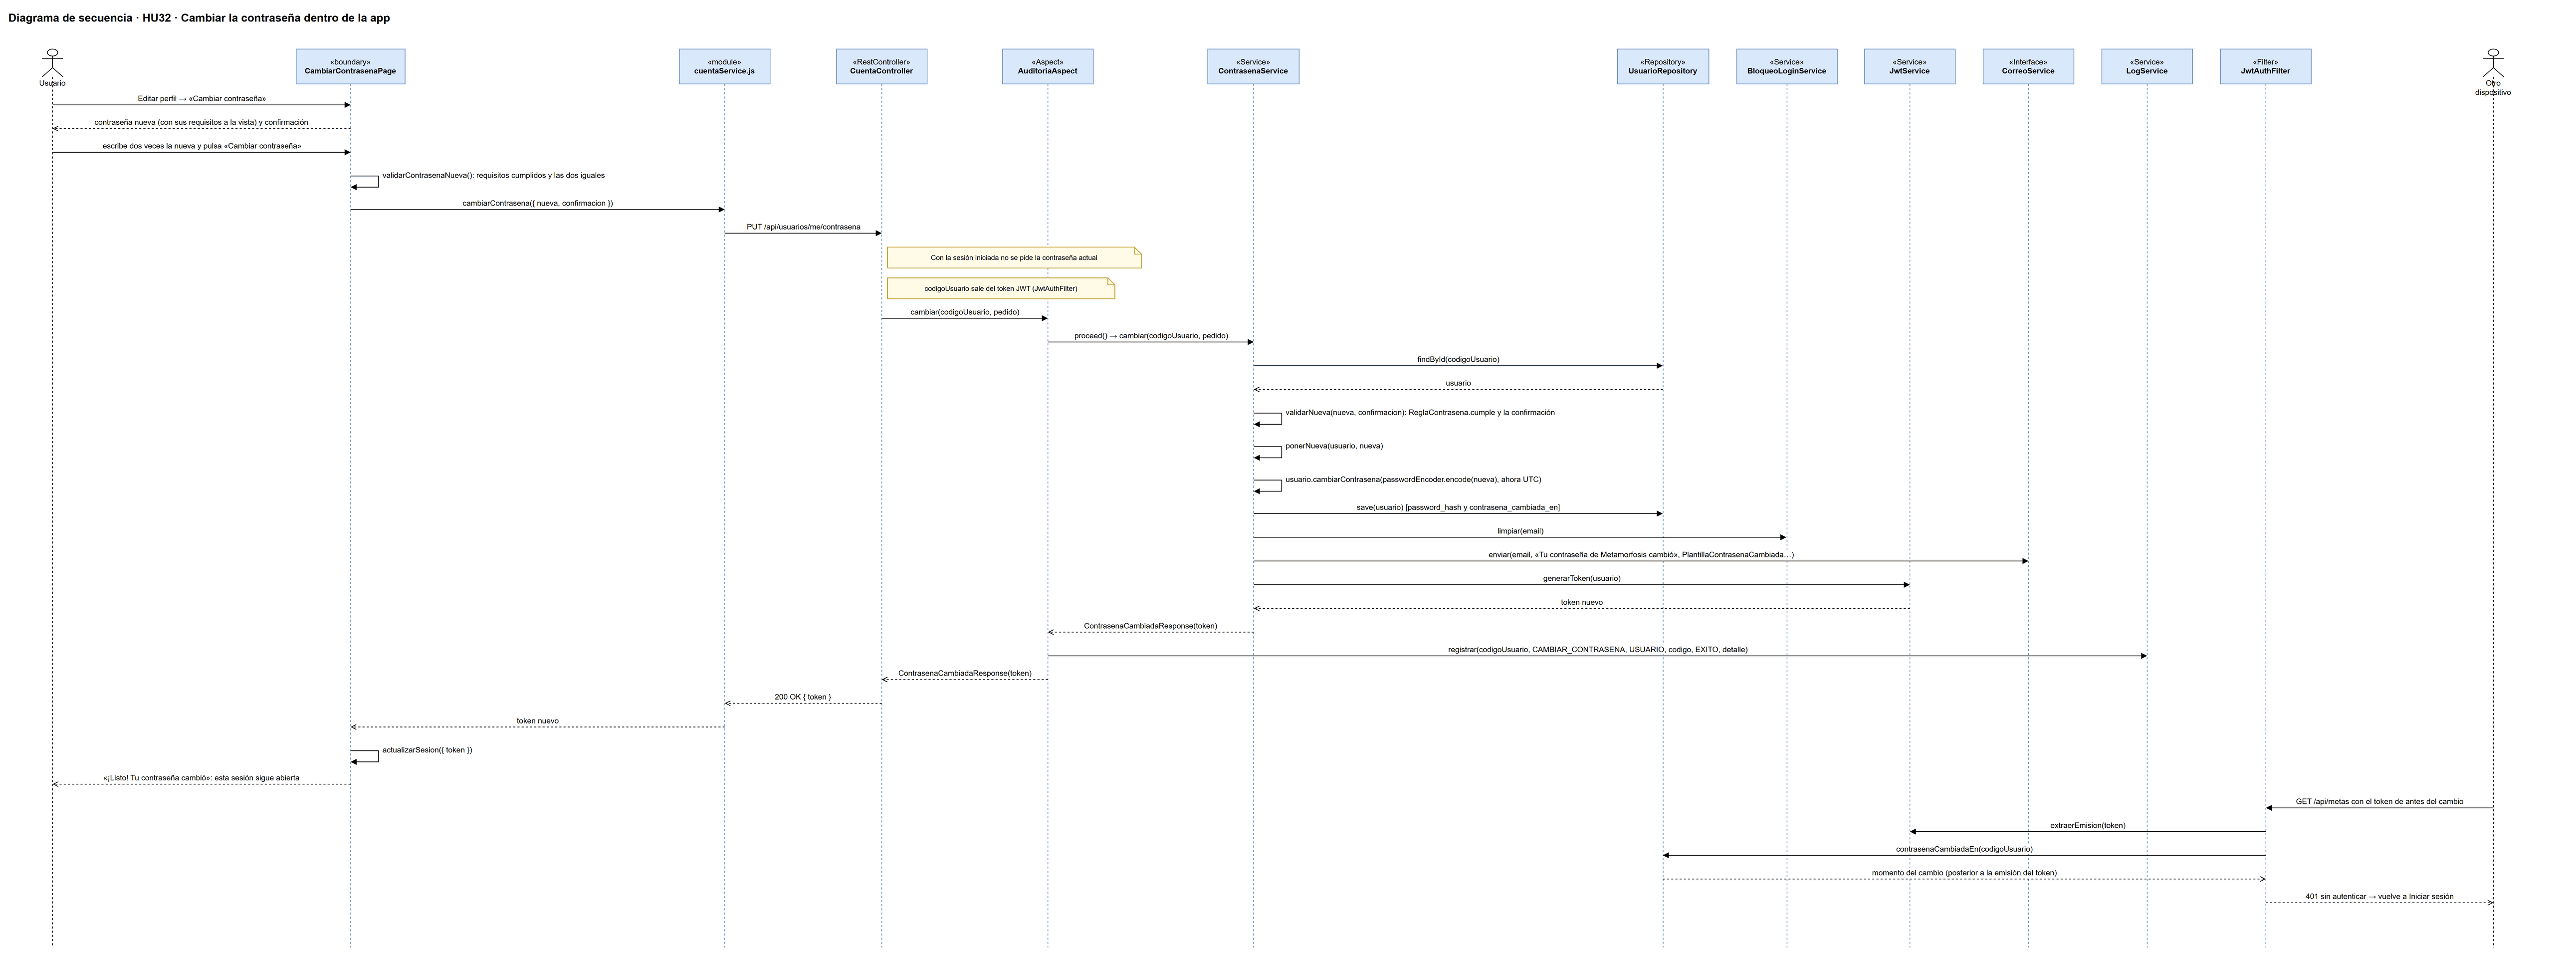 Diagrama de secuencia · HU32 · Cambiar la contraseña dentro de la app
Usuario
«boundary»
CambiarContrasenaPage
«module»
cuentaService.js
«RestController»
CuentaController
«Aspect»
AuditoriaAspect
«Service»
ContrasenaService
«Repository»
UsuarioRepository
«Service»
BloqueoLoginService
«Service»
JwtService
«Interface»
CorreoService
«Service»
LogService
«Filter»
JwtAuthFilter
Otro
dispositivo
Editar perfil → «Cambiar contraseña»
contraseña nueva (con sus requisitos a la vista) y confirmación
escribe dos veces la nueva y pulsa «Cambiar contraseña»
validarContrasenaNueva(): requisitos cumplidos y las dos iguales
cambiarContrasena({ nueva, confirmacion })
PUT /api/usuarios/me/contrasena
Con la sesión iniciada no se pide la contraseña actual
codigoUsuario sale del token JWT (JwtAuthFilter)
cambiar(codigoUsuario, pedido)
proceed() → cambiar(codigoUsuario, pedido)
findById(codigoUsuario)
usuario
validarNueva(nueva, confirmacion): ReglaContrasena.cumple y la confirmación
ponerNueva(usuario, nueva)
usuario.cambiarContrasena(passwordEncoder.encode(nueva), ahora UTC)
save(usuario) [password_hash y contrasena_cambiada_en]
limpiar(email)
enviar(email, «Tu contraseña de Metamorfosis cambió», PlantillaContrasenaCambiada…)
generarToken(usuario)
token nuevo
ContrasenaCambiadaResponse(token)
registrar(codigoUsuario, CAMBIAR_CONTRASENA, USUARIO, codigo, EXITO, detalle)
ContrasenaCambiadaResponse(token)
200 OK { token }
token nuevo
actualizarSesion({ token })
«¡Listo! Tu contraseña cambió»: esta sesión sigue abierta
GET /api/metas con el token de antes del cambio
extraerEmision(token)
contrasenaCambiadaEn(codigoUsuario)
momento del cambio (posterior a la emisión del token)
401 sin autenticar → vuelve a Iniciar sesión